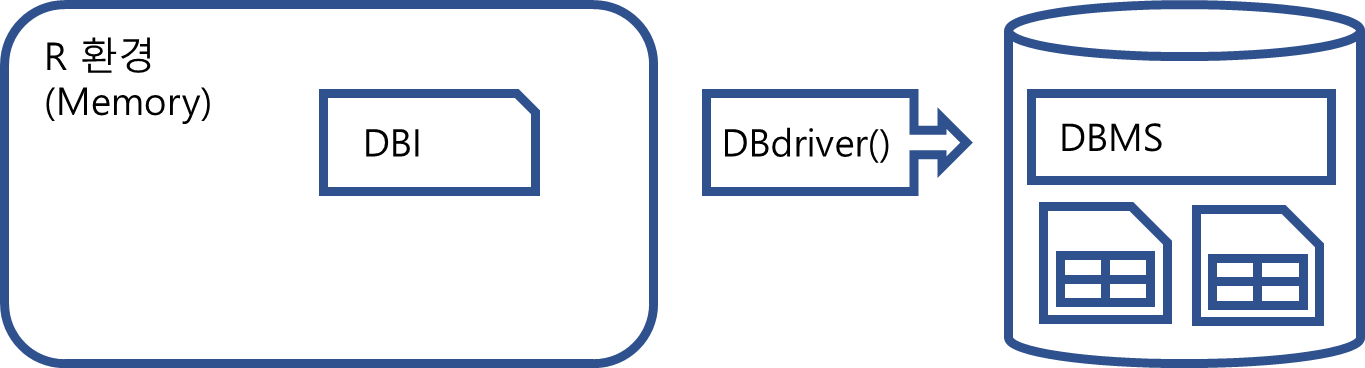 R 환경
(Memory)
DBI
DBdriver()
DBMS